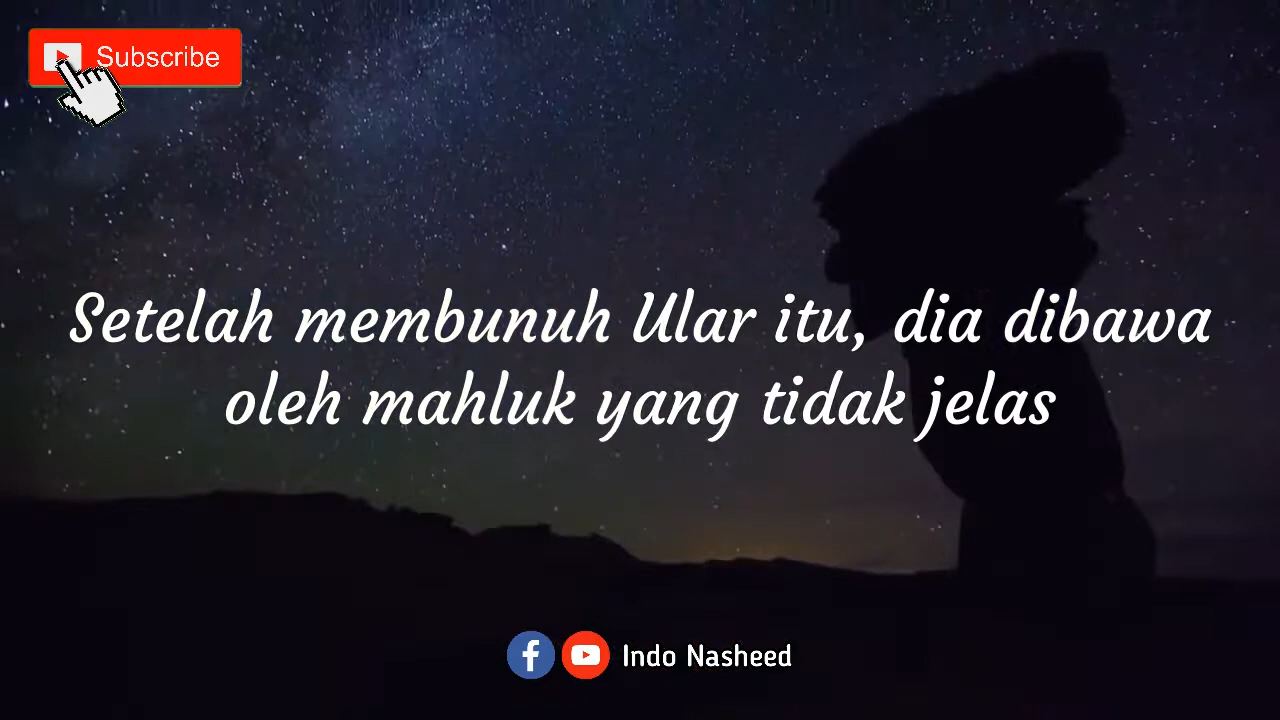 Subscribe
Setelah membunuh Ular itu, dia dibawa
oleh mahluk yang tidak jelas
Indo Nasheed